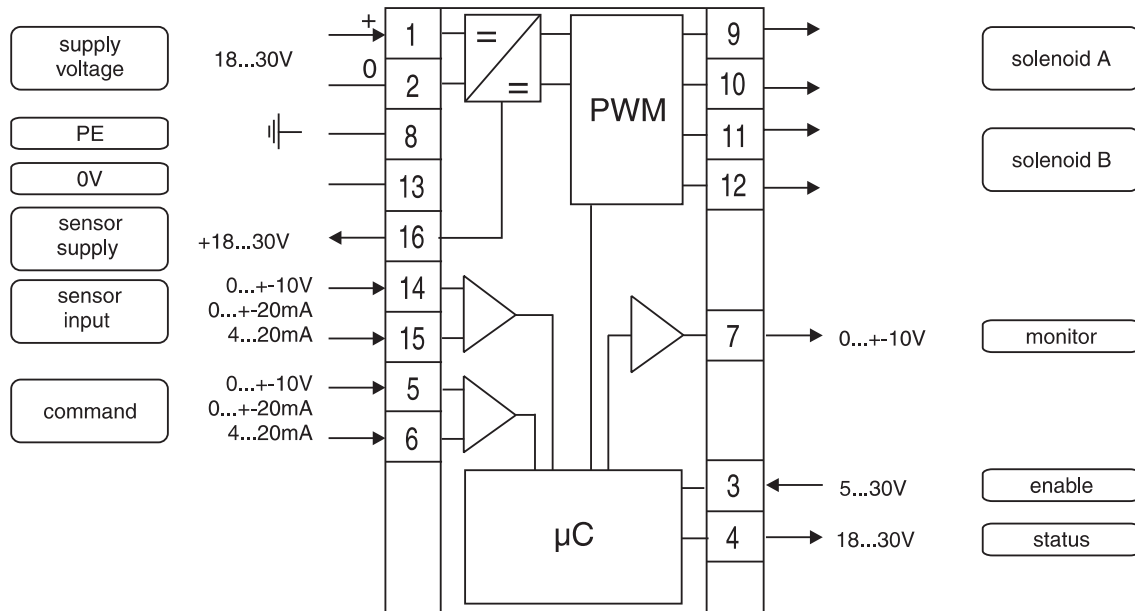 supply
voltage
18...30V
+
0
1
2
=
=
PWM
9
10
11
12
solenoid A
solenoid B
PE
8
0V
13
sensor
supply
+18...30V
16
sensor
input
0...+-10V
0...+-20mA
4...20mA
14
15
7
0...+-10V
monitor
command
0...+-10V
0...+-20mA
4...20mA
5
6
µC
3
4
5...30V
enable
18...30V
status